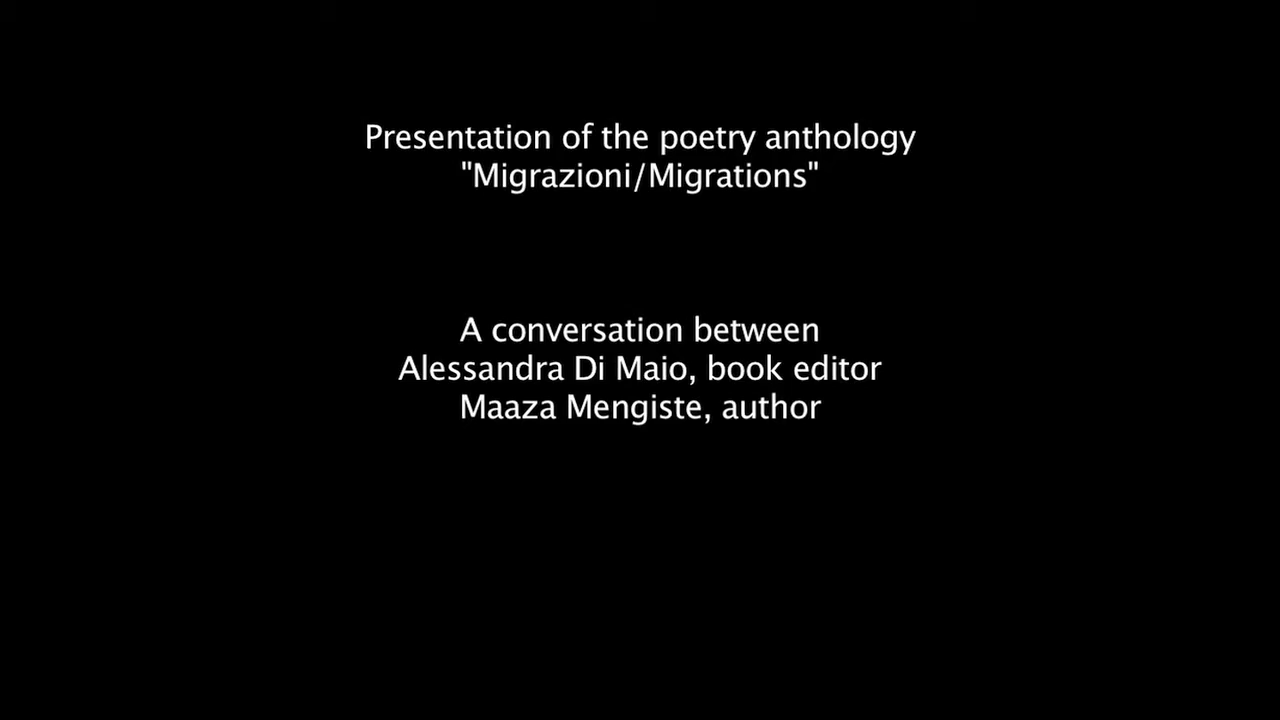 Presentation of the poetry anthology
"Migrazioni/Migrations"
A conversation between
Alessandra Di Maio, book editor
Maaza Mengiste, author